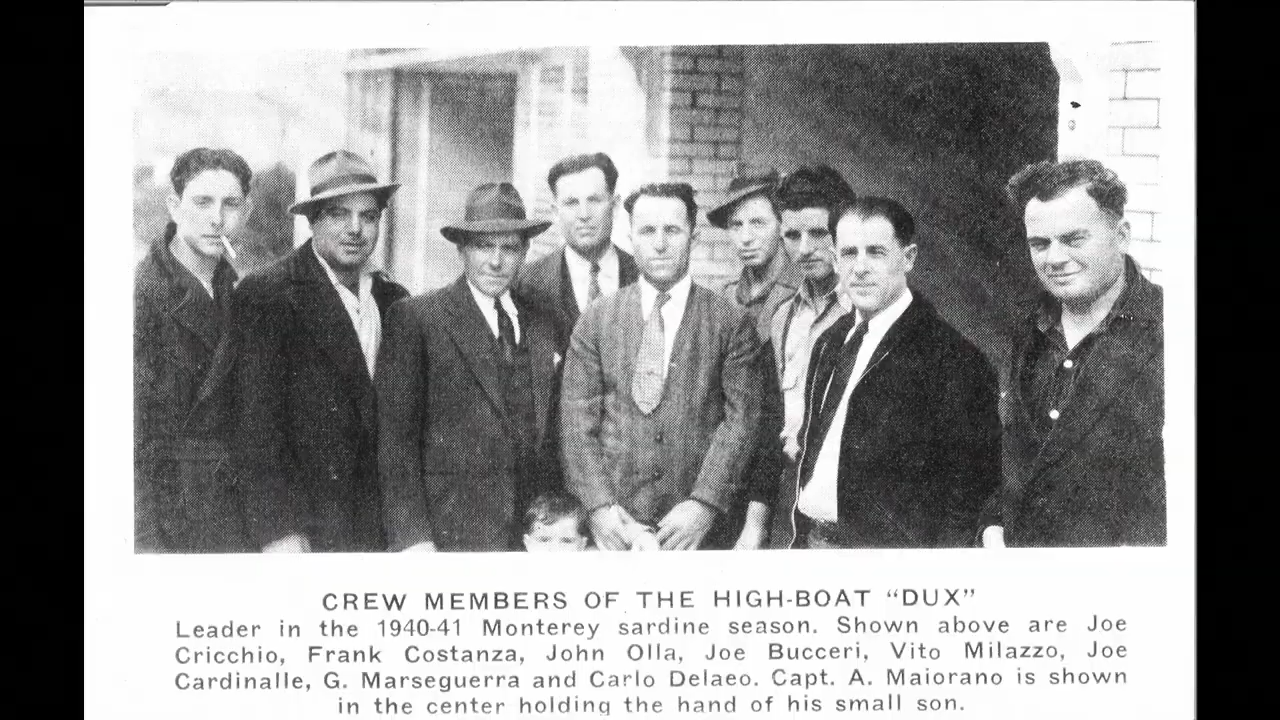 CREW MEMBERS OF THE HIGH-BOAT “DUX”
Leader in the 1940-41 Monterey sardine season. Shown above are Joe
Cricchio, Frank Costanza, John Olla, Joe Bucceri, Vito Milazzo, Joe
Cardinalle, G. Marseguerra and Carlo Delaeo. Capt. A. Maiorano is shown
in the center holding the hand of his small son.